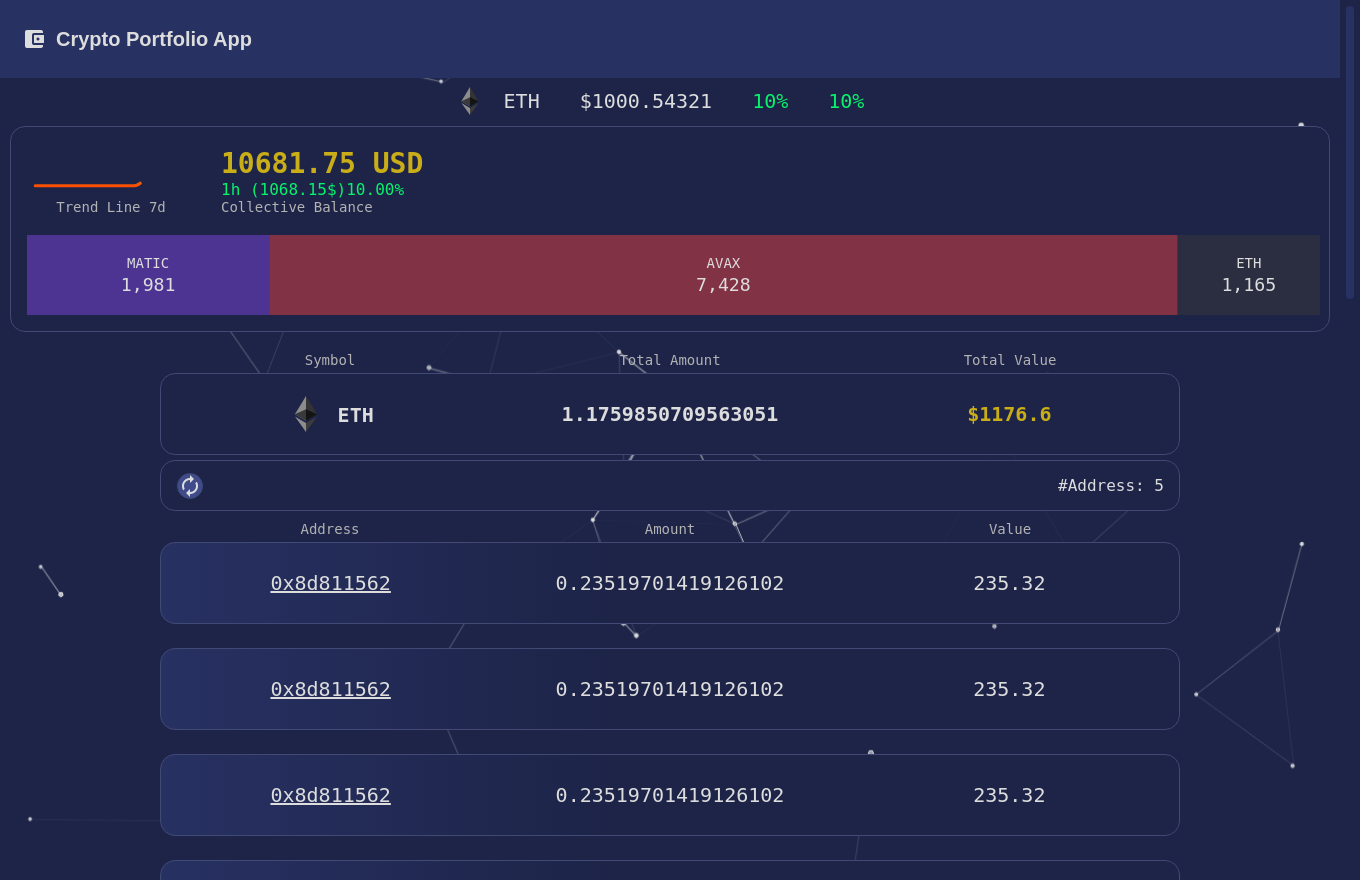 Crypto Portfolio App
ETH $1000.54321 10% 10%
10681.75 USD
1h (1068.15$)10.00%
Trend Line 7d Collective Balance
MATIC AVAX ETH
1,981 7,428 1,165
Symbol Total Amount Total Value
ETH 1.1759850709563051 $1176.6
#Address: 5
Address Amount Value
0x8d811562 0.23519701419126102 235.32
0x8d811562 0.23519701419126102 235.32
0x8d811562 0.23519701419126102 235.32